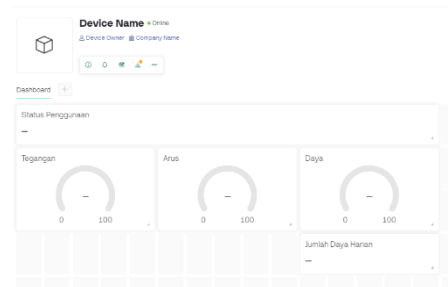 Device Name • Online
Device Owner Company Name
Dashboard +
Status Penggunaan
–
Tegangan Arus Daya
– – –
0 100 0 100 0 100
Jumlah Daya Harian
–